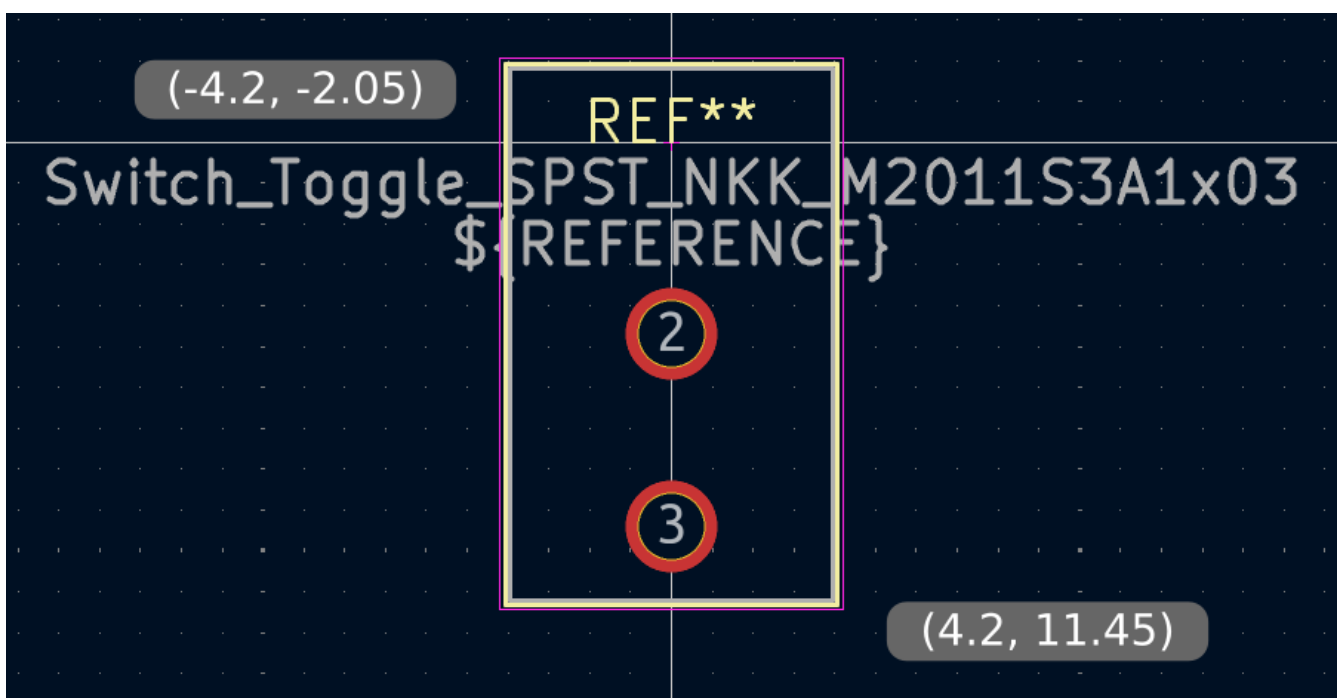 (-4.2, -2.05)
REF**
Switch_Toggle_SPST_NKK_M2011S3A1x03
${REFERENCE}
2
3
(4.2, 11.45)